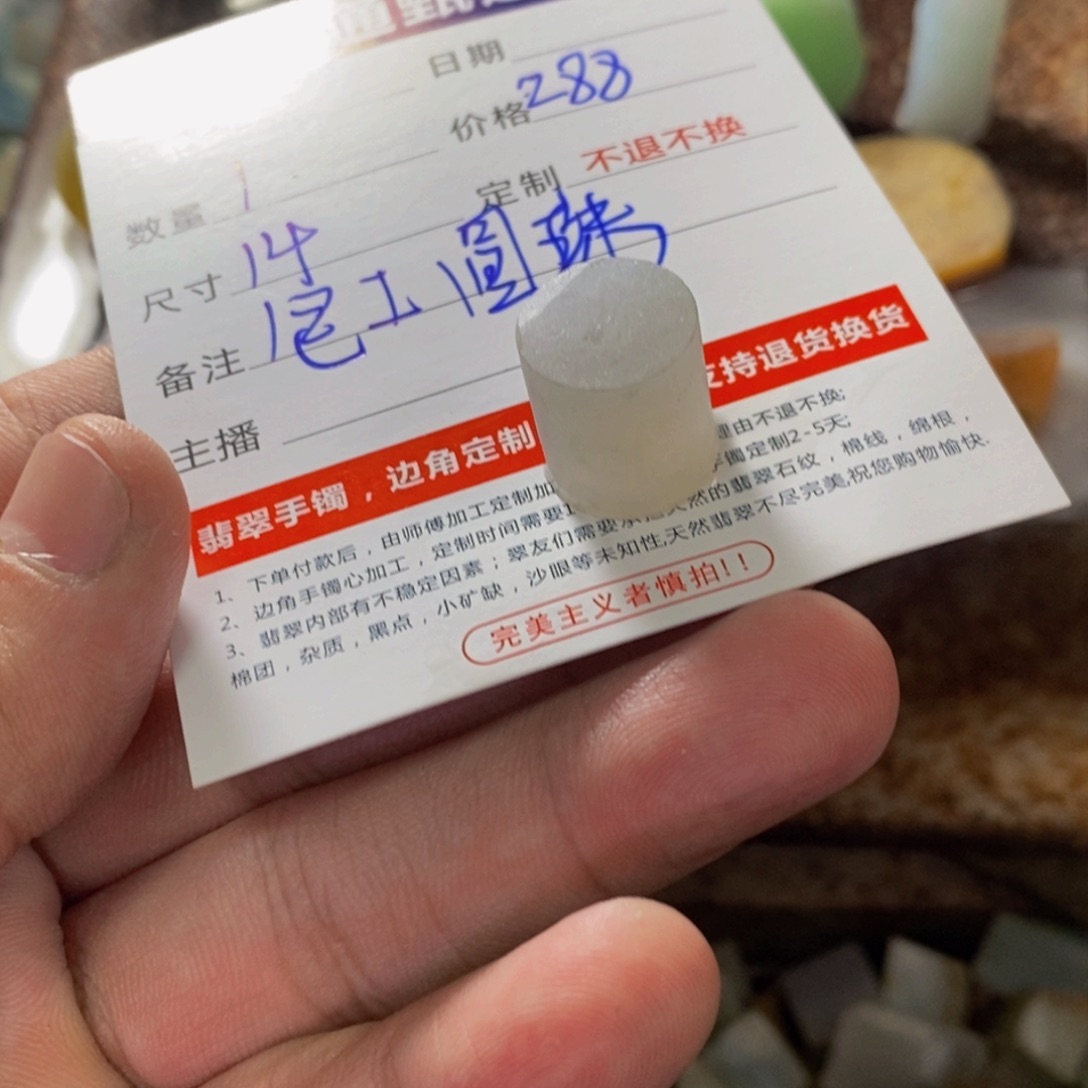 日期
价格 288
数量 1
定制 不退不换
尺寸 14
备注 包工圆珠
主播
翡翠手镯，边角定制
支持退货换货
1、下单付款后，由师傅加工定制加
理由不退不换;
2、边角手镯心加工，定制时间需要1
手镯定制2-5天;
3、翡翠内部有不稳定因素；翠友们需要
天然的翡翠石纹，棉线，绵根，
棉团，杂质，黑点，小矿缺，沙眼等未知性,天然翡翠不尽完美,祝您购物愉快.
完美主义者慎拍!!